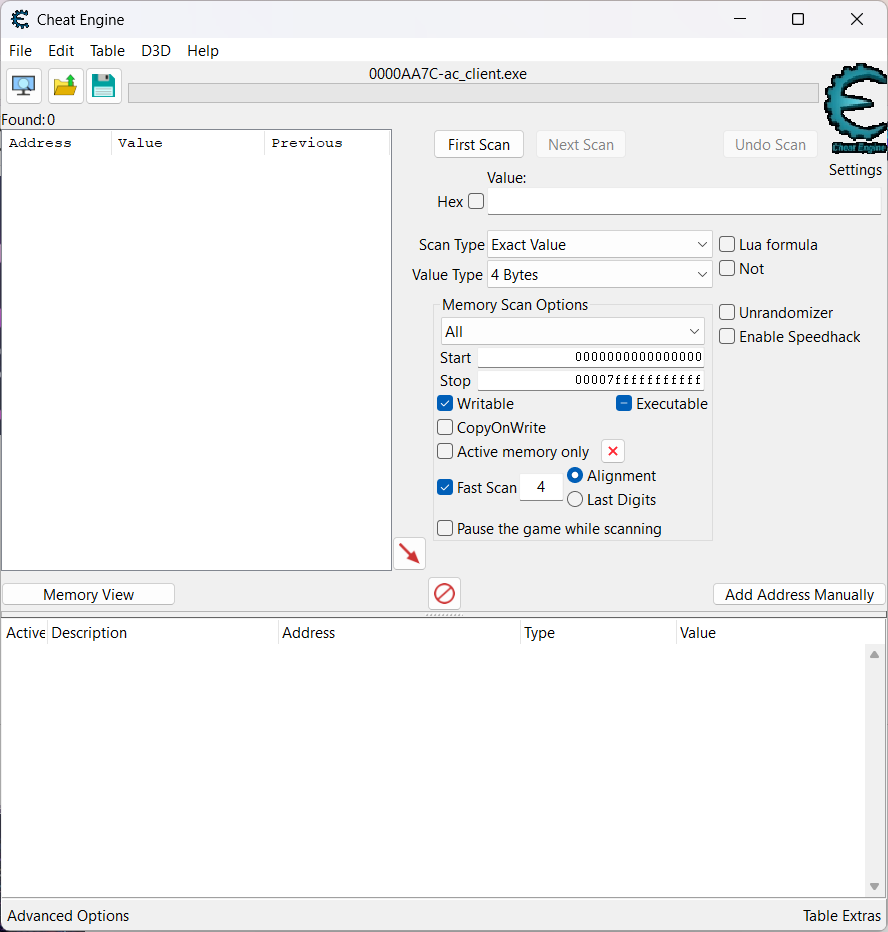 Cheat Engine
File Edit Table D3D Help
0000AA7C-ac_client.exe
Found:0
Address Value Previous
First Scan Next Scan Undo Scan
Cheat Engine
Settings
Value:
Hex
Scan Type Exact Value Lua formula
Value Type 4 Bytes Not
Memory Scan Options
All
Unrandomizer
Enable Speedhack
Start 0000000000000000
Stop 00007fffffffffff
Writable Executable
CopyOnWrite
Active memory only
Fast Scan 4 Alignment
Last Digits
Pause the game while scanning
Memory View Add Address Manually
Active Description Address Type Value
Advanced Options Table Extras